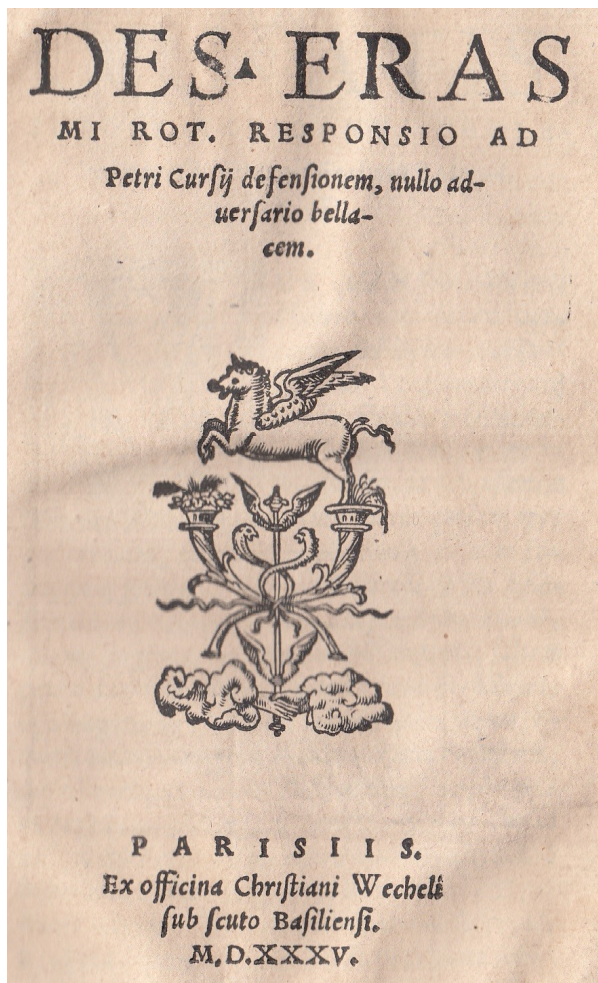 DES. ERAS
MI ROT. RESPONSIO AD
Petri Cursij defensionem, nullo ad-
uersario bella-
cem.
PARISIIS.
Ex officina Christiani Wecheli
sub scuto Basiliensi.
M.D.XXXV.